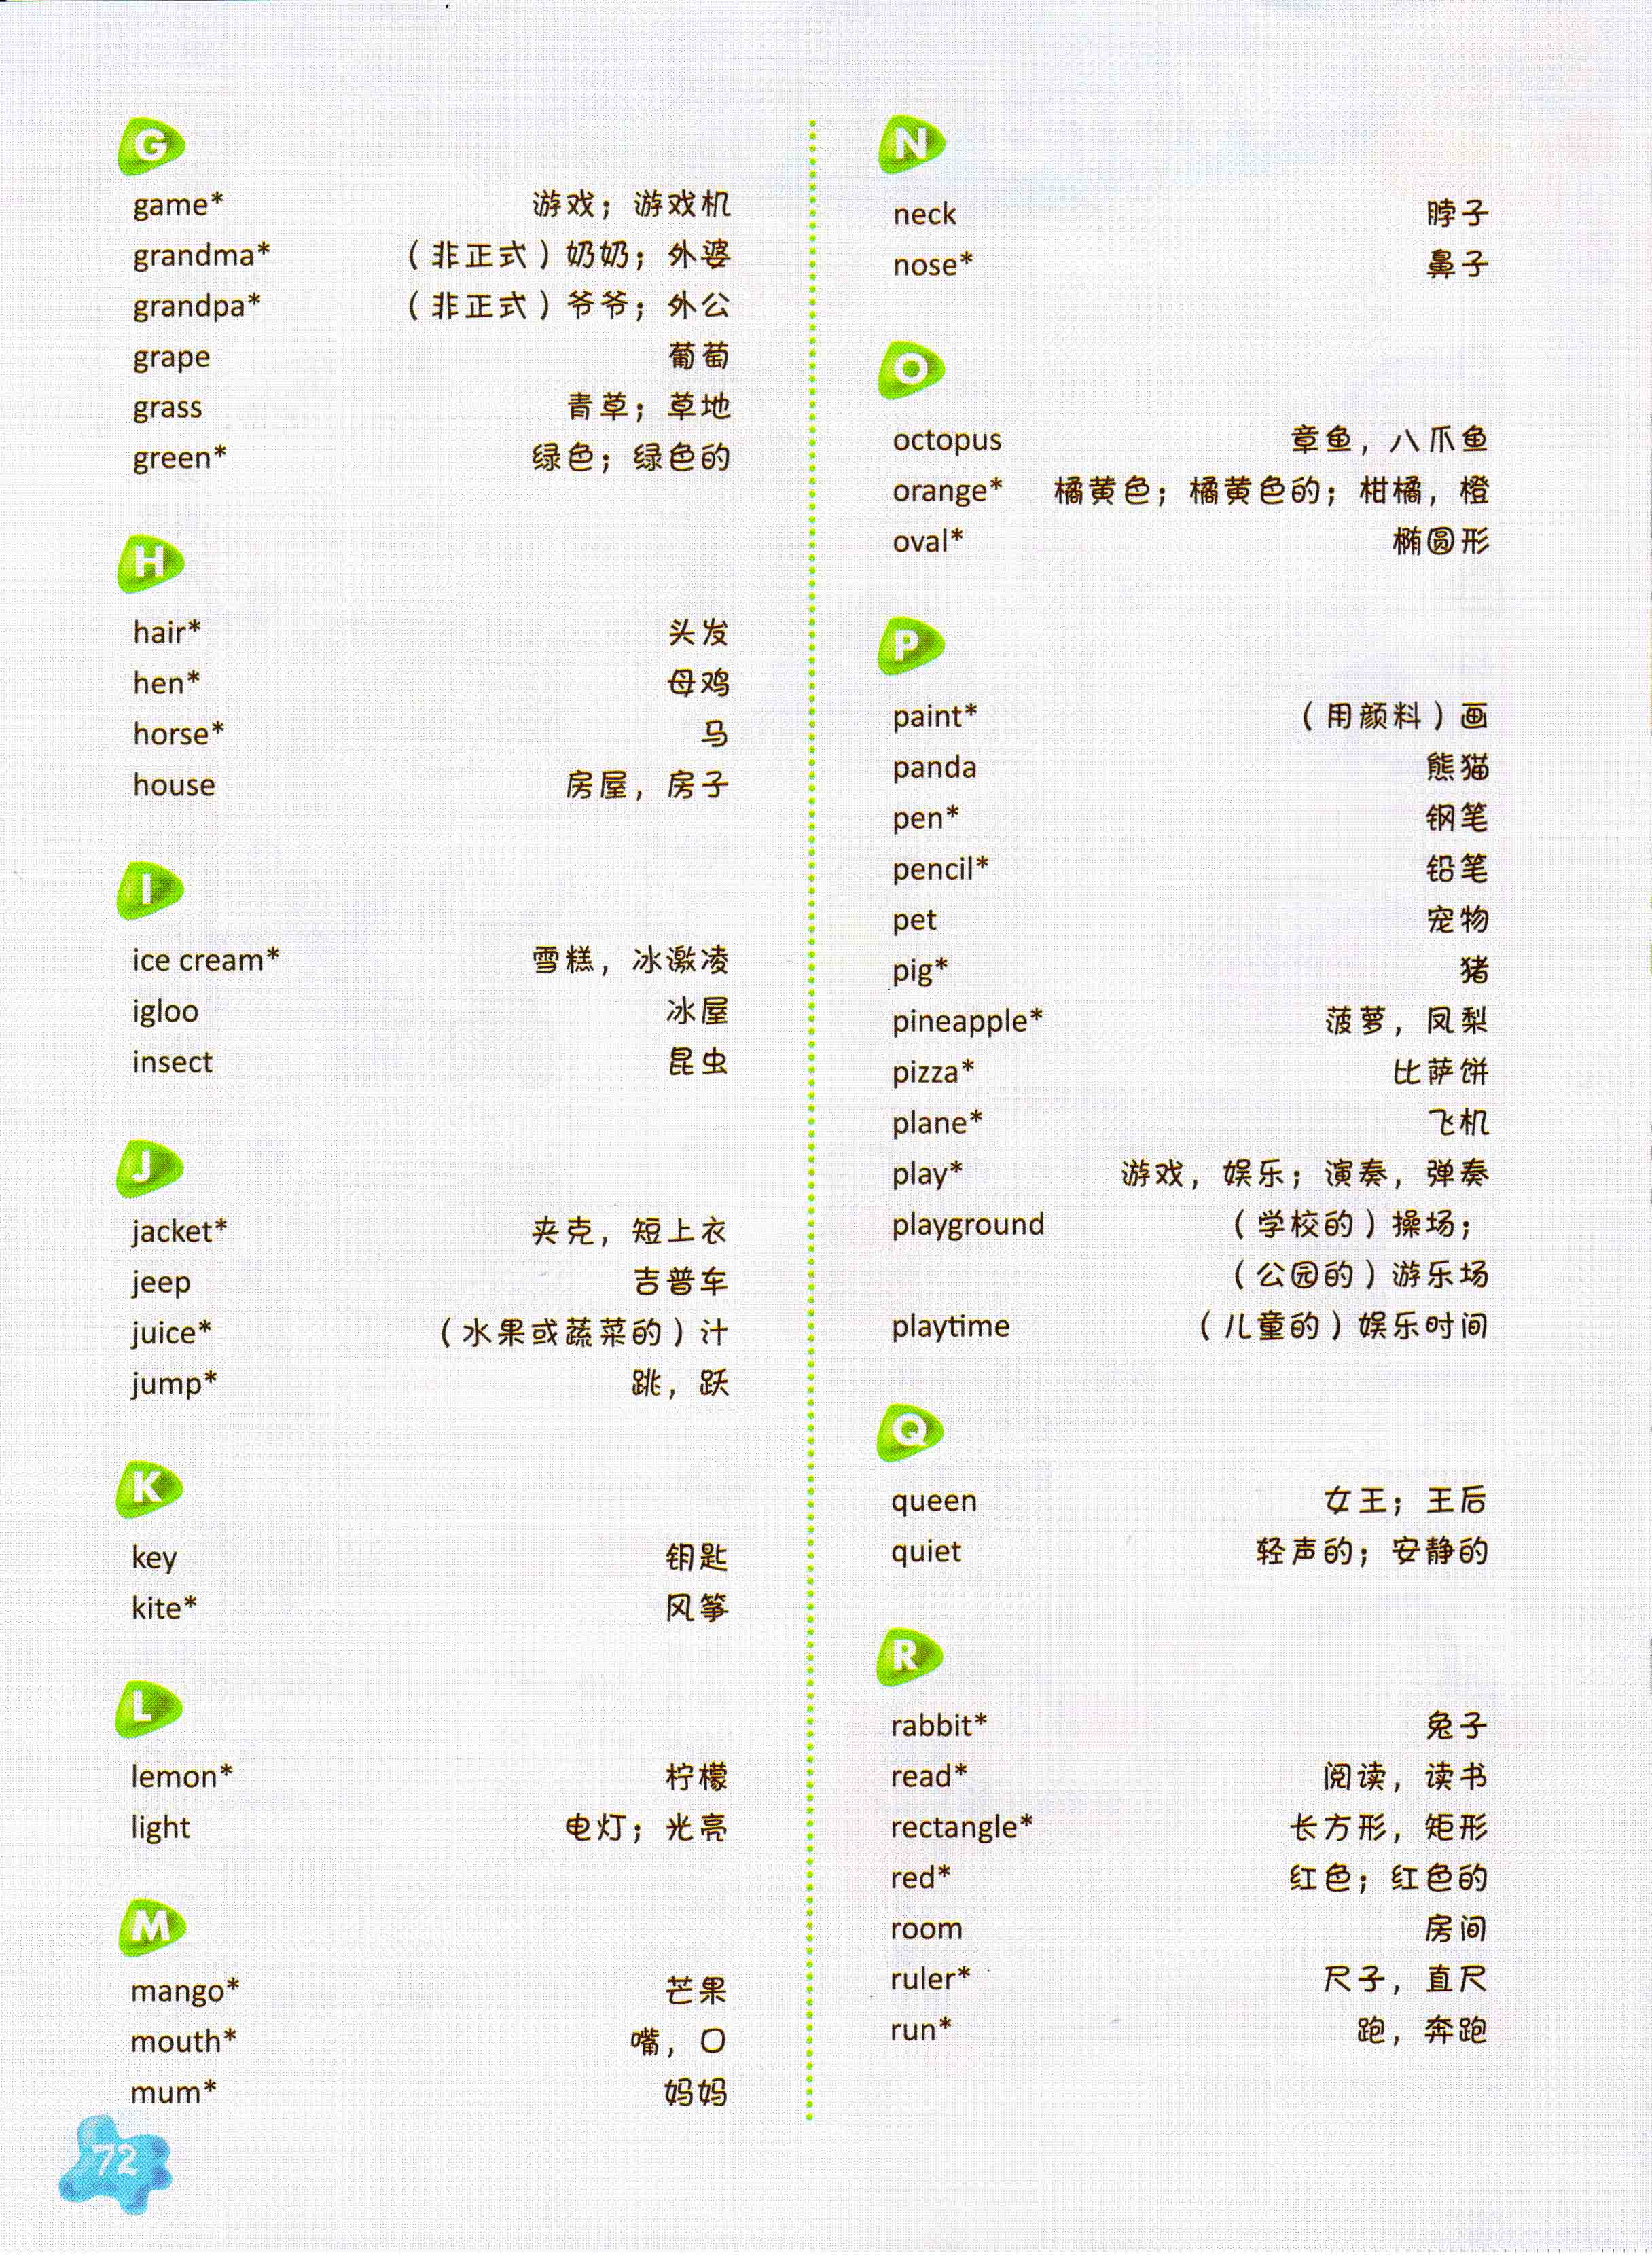 G
game* 游戏；游戏机
grandma* （非正式）奶奶；外婆
grandpa* （非正式）爷爷；外公
grape 葡萄
grass 青草；草地
green* 绿色；绿色的
H
hair* 头发
hen* 母鸡
horse* 马
house 房屋，房子
I
ice cream* 雪糕，冰激凌
igloo 冰屋
insect 昆虫
J
jacket* 夹克，短上衣
jeep 吉普车
juice* （水果或蔬菜的）汁
jump* 跳，跃
K
key 钥匙
kite* 风筝
L
lemon* 柠檬
light 电灯；光亮
M
mango* 芒果
mouth* 嘴，口
mum* 妈妈
N
neck 脖子
nose* 鼻子
O
octopus 章鱼，八爪鱼
orange* 橘黄色；橘黄色的；柑橘，橙
oval* 椭圆形
P
paint* （用颜料）画
panda 熊猫
pen* 钢笔
pencil* 铅笔
pet 宠物
pig* 猪
pineapple* 菠萝，凤梨
pizza* 比萨饼
plane* 飞机
play* 游戏，娱乐；演奏，弹奏
playground （学校的）操场；
（公园的）游乐场
playtime （儿童的）娱乐时间
Q
queen 女王；王后
quiet 轻声的；安静的
R
rabbit* 兔子
read* 阅读，读书
rectangle* 长方形，矩形
red* 红色；红色的
room 房间
ruler* 尺子，直尺
run* 跑，奔跑
72